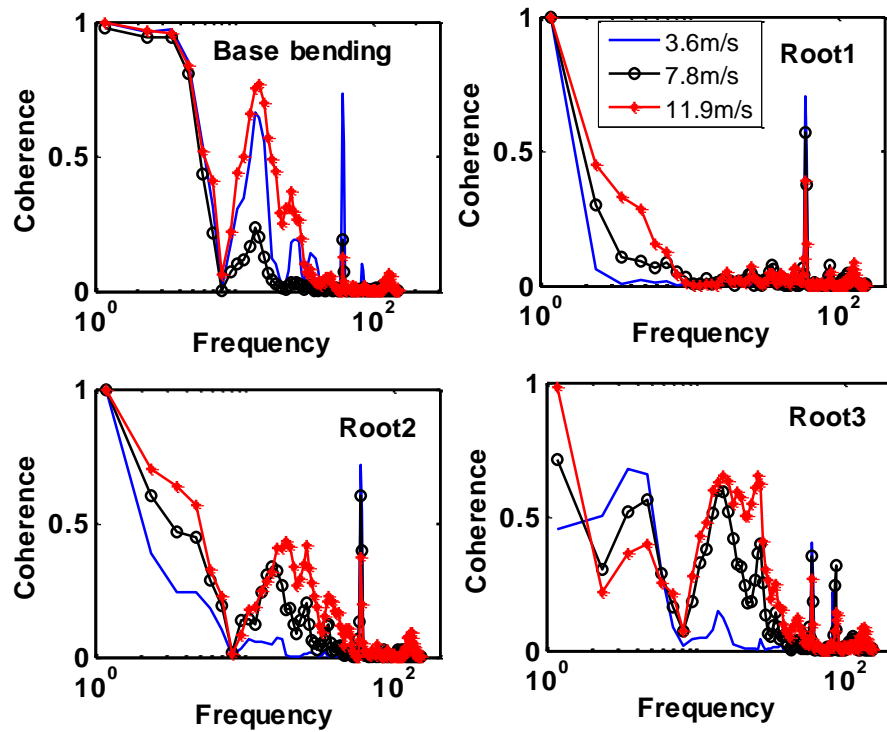 Base bending
Coherence
1
0.5
0
10^0
10^2
Frequency
Root1
3.6m/s
7.8m/s
11.9m/s
Coherence
1
0.5
0
10^0
10^2
Frequency
Root2
Coherence
1
0.5
0
10^0
10^2
Frequency
Root3
Coherence
1
0.5
0
10^0
10^2
Frequency